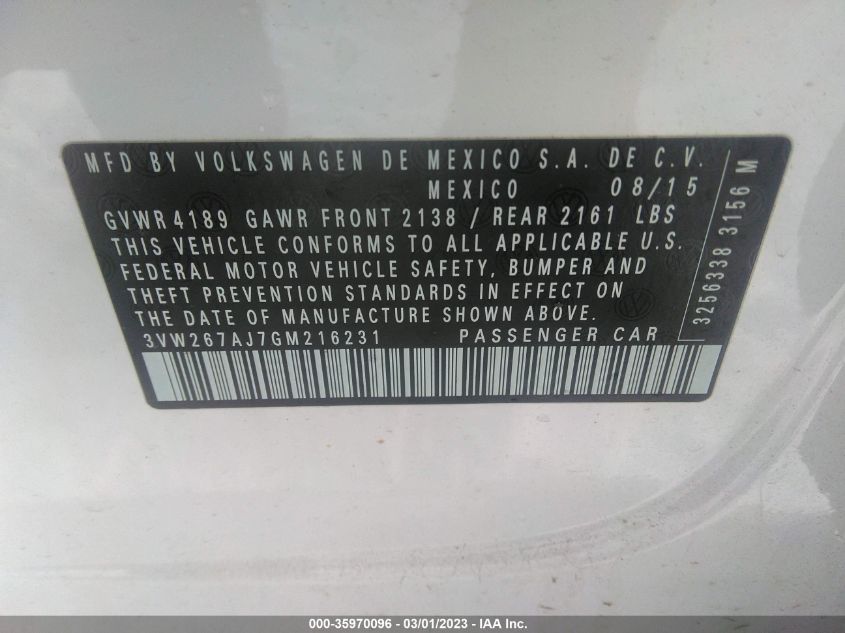 MFD BY VOLKSWAGEN DE MEXICO S.A. DE C.V.
MEXICO 08/15
GVWR 4189 GAWR FRONT 2138 / REAR 2161 LBS
THIS VEHICLE CONFORMS TO ALL APPLICABLE U.S.
FEDERAL MOTOR VEHICLE SAFETY, BUMPER AND
THEFT PREVENTION STANDARDS IN EFFECT ON
THE DATE OF MANUFACTURE SHOWN ABOVE.
3VW267AJ7GM216231 PASSENGER CAR
3256338 3156 M
000-35970096 - 03/01/2023 - IAA Inc.